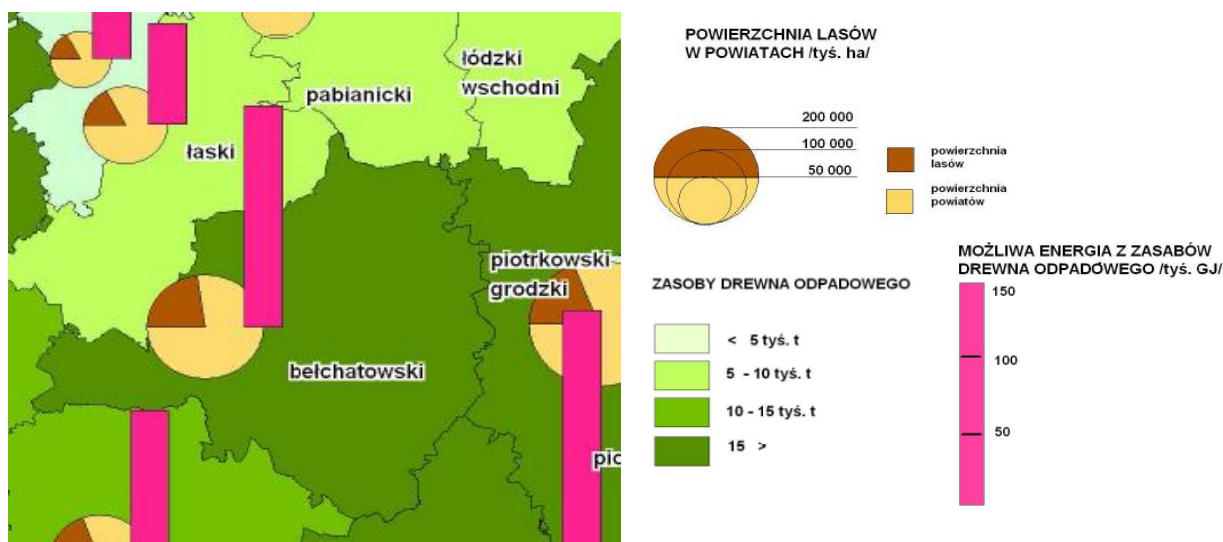 łódzki
wschodni
pabianicki
łaski
piotrkowski
grodzki
bełchatowski
pio
POWIERZCHNIA LASÓW
W POWIATACH /tyś. ha/
200 000
100 000
50 000
powierzchnia
lasów
powierzchnia
powiatów
ZASOBY DREWNA ODPADOWEGO
< 5 tyś. t
5 - 10 tyś. t
10 - 15 tyś. t
15 >
MOŻLIWA ENERGIA Z ZASABÓW
DREWNA ODPADOWEGO /tyś. GJ/
150
100
50